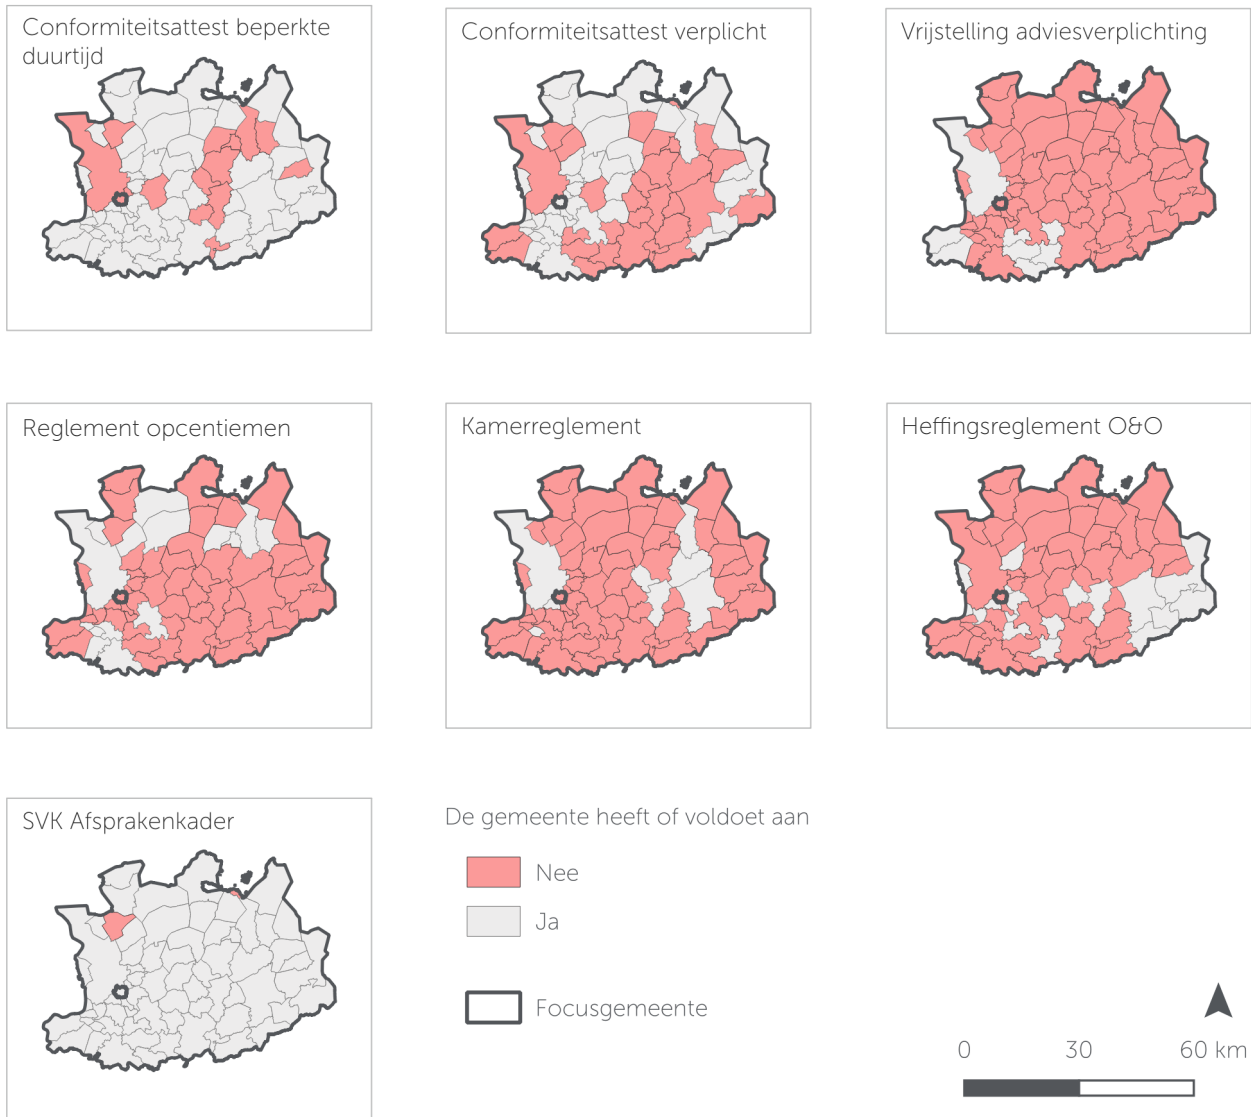 Conformiteitsattest beperkte
duurtijd
Conformiteitsattest verplicht
Vrijstelling adviesverplichting
Reglement opcentiemen
Kamerreglement
Heffingsreglement O&O
SVK Afsprakenkader
De gemeente heeft of voldoet aan
Nee
Ja
Focusgemeente
0 30 60 km